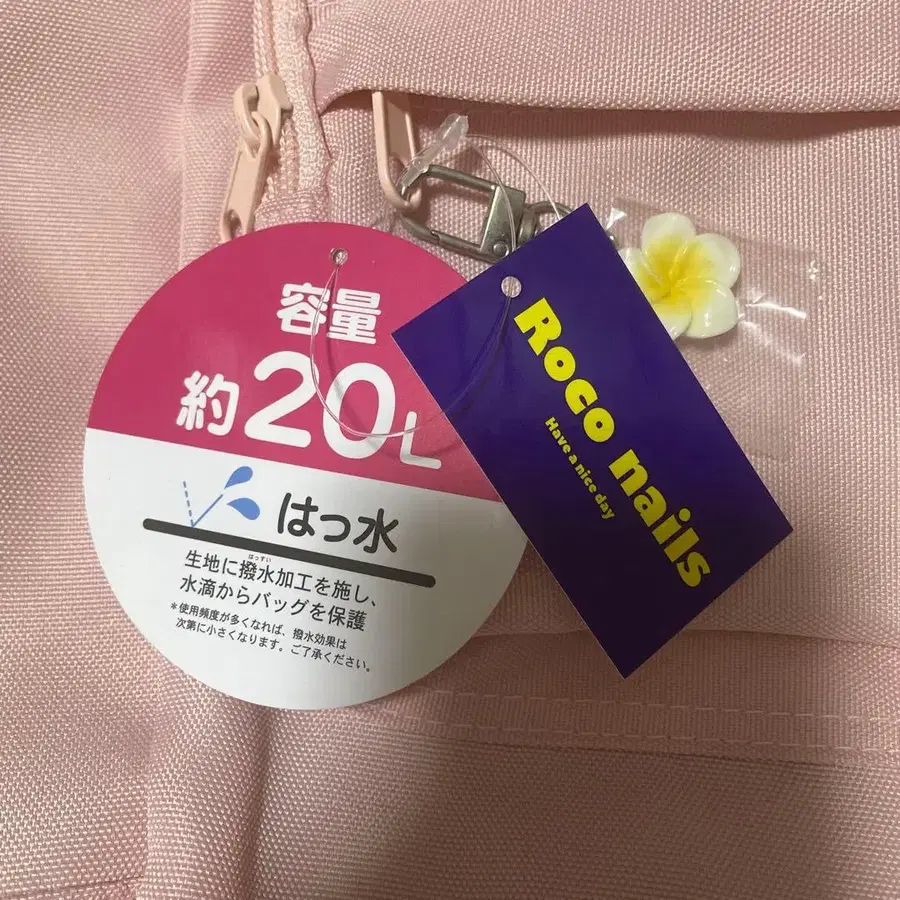 容量
約20L
はっ水
はっすい
生地に撥水加工を施し、
水滴からバッグを保護
*使用頻度が多くなれば、撥水効果は
次第に小さくなります。ご了承ください。
Roco nails
Have a nice day